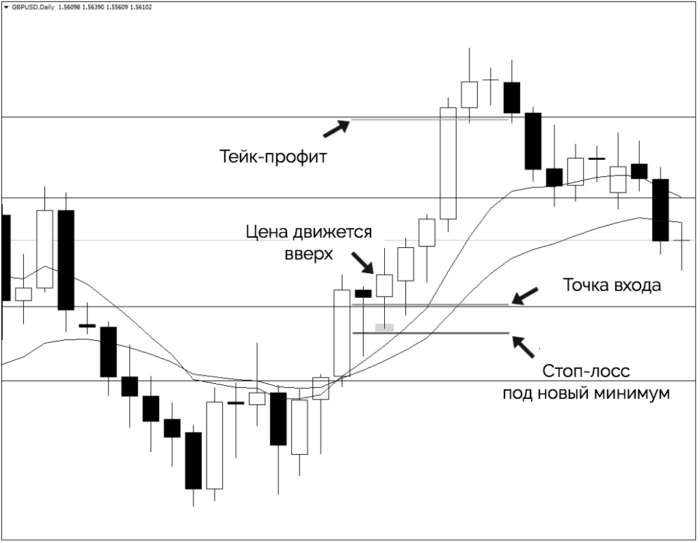 GBPUSD.Daily 1.56098 1.56390 1.55609 1.56102
Тейк-профит
Цена движется
вверх
Точка входа
Стоп-лосс
под новый минимум